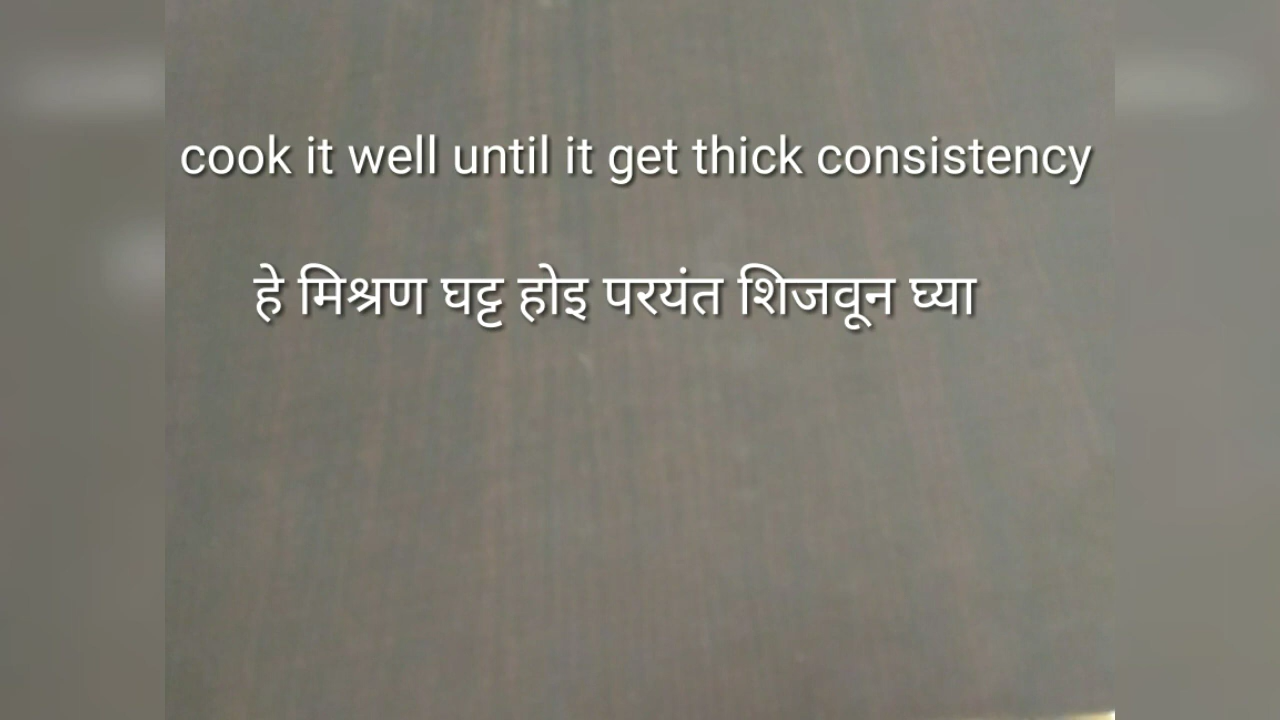 cook it well until it get thick consistency
हे मिश्रण घट्ट होइ परयंत शिजवून घ्या